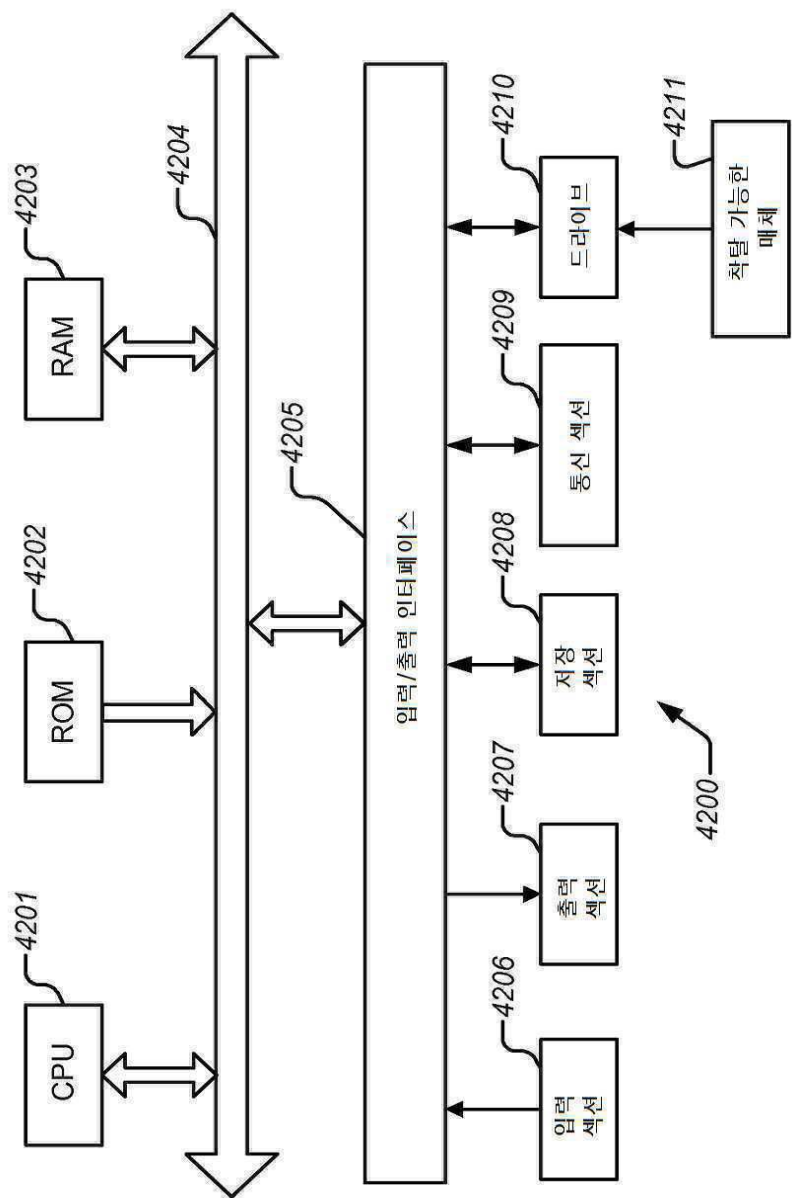 4201
CPU
4202
ROM
4203
RAM
4204
4205
입력/출력 인터페이스
4206
입력
섹션
4207
출력
섹션
4208
저장
섹션
4209
통신 섹션
4210
드라이브
4211
착탈 가능한
매체
4200